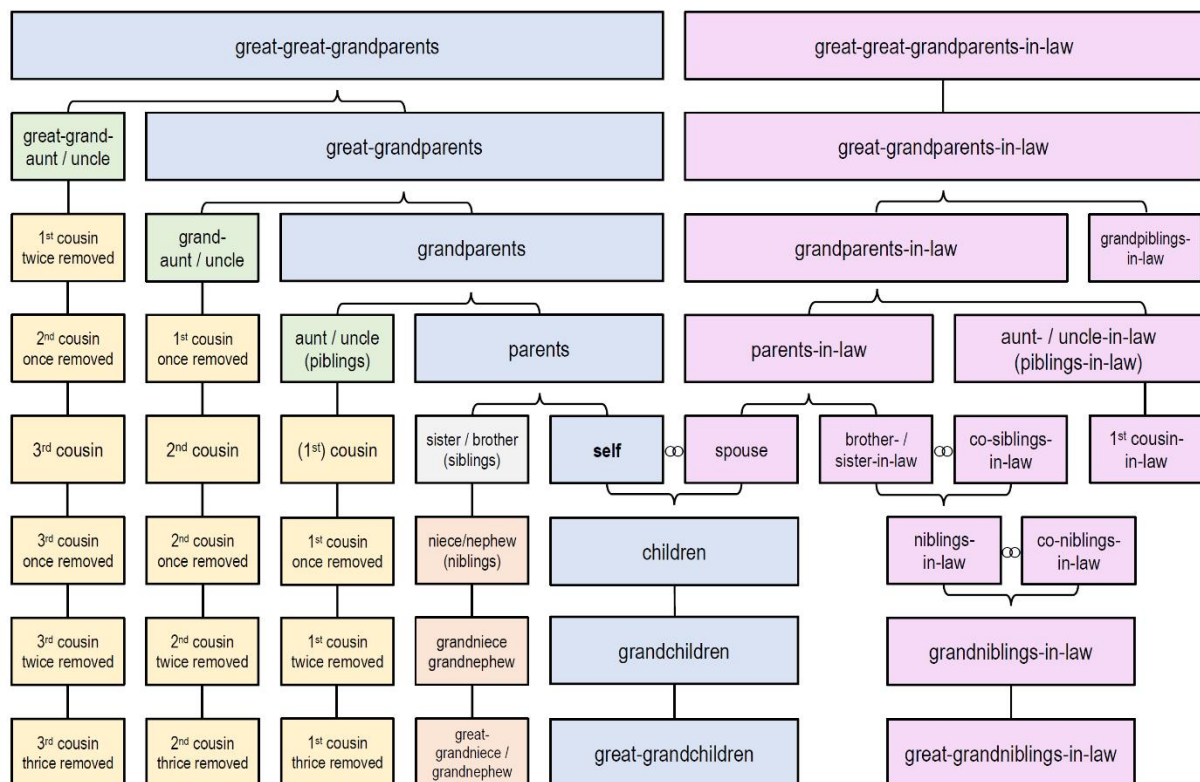 great-great-grandparents
great-great-grandparents-in-law
great-grand-
aunt / uncle
great-grandparents
great-grandparents-in-law
1st cousin
twice removed
grand-
aunt / uncle
grandparents
grandparents-in-law
grandpiblings-
in-law
2nd cousin
once removed
1st cousin
once removed
aunt / uncle
(piblings)
parents
parents-in-law
aunt- / uncle-in-law
(piblings-in-law)
3rd cousin
2nd cousin
(1st) cousin
sister / brother
(siblings)
self
spouse
brother- /
sister-in-law
co-siblings-
in-law
1st cousin-
in-law
3rd cousin
once removed
2nd cousin
once removed
1st cousin
once removed
niece/nephew
(niblings)
children
niblings-
in-law
co-niblings-
in-law
3rd cousin
twice removed
2nd cousin
twice removed
1st cousin
twice removed
grandniece
grandnephew
grandchildren
grandniblings-in-law
3rd cousin
thrice removed
2nd cousin
thrice removed
1st cousin
thrice removed
great-
grandniece /
grandnephew
great-grandchildren
great-grandniblings-in-law